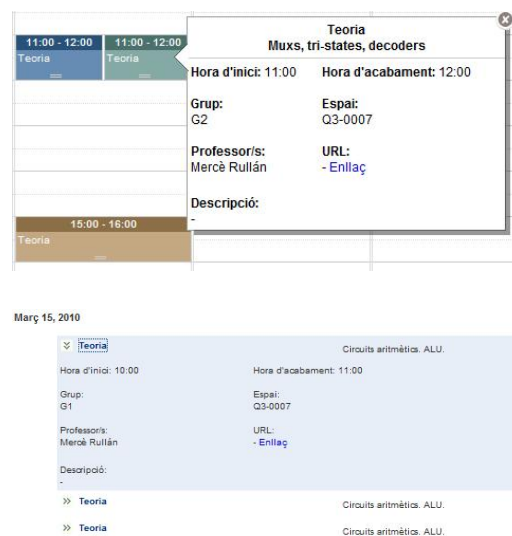 11:00 - 12:00
Teoria
11:00 - 12:00
Teoria
15:00 - 16:00
Teoria
Teoria
Muxs, tri-states, decoders
Hora d'inici: 11:00 Hora d'acabament: 12:00
Grup: Espai:
G2 Q3-0007
Professor/s: URL:
Mercè Rullán - Enllaç
Descripció:
-
Març 15, 2010
Teoria Circuits aritmètics. ALU.
Hora d'inici: 10:00 Hora d'acabament: 11:00
Grup: Espai:
G1 Q3-0007
Professor/s: URL:
Mercè Rullán - Enllaç
Descripció:
-
Teoria Circuits aritmètics. ALU.
Teoria Circuits aritmètics. ALU.